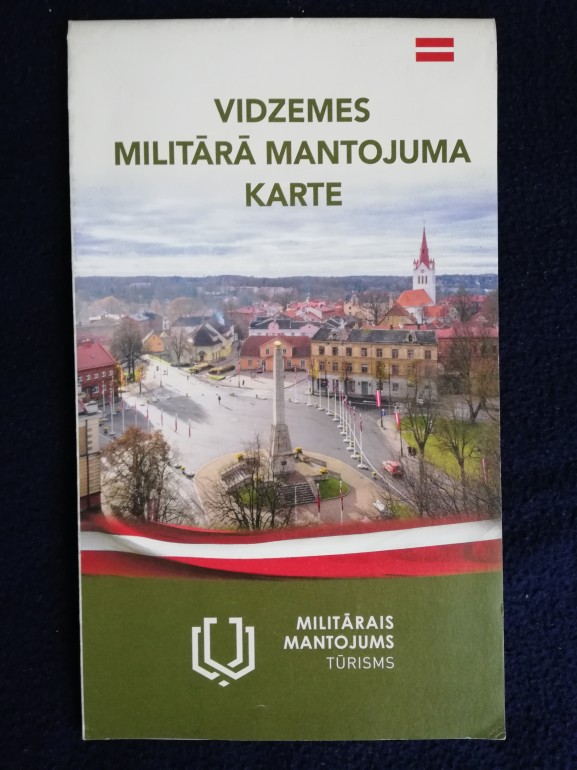 VIDZEMES
MILITĀRĀ MANTOJUMA
KARTE
MILITĀRAIS
MANTOJUMS
TŪRISMS